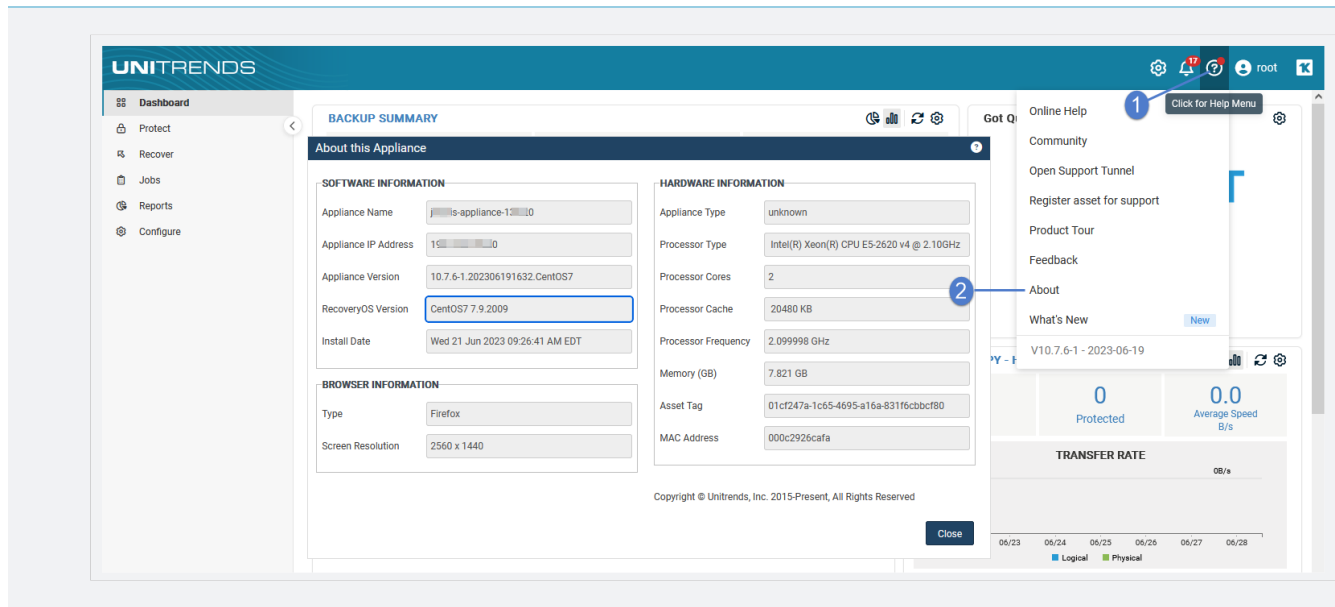 UNITRENDS
17
root
Dashboard
Protect
Recover
Jobs
Reports
Configure
BACKUP SUMMARY
Got Qu
1
Click for Help Menu
Online Help
Community
Open Support Tunnel
Register asset for support
Product Tour
Feedback
2
About
What's New
New
V10.7.6-1 - 2023-06-19
About this Appliance
SOFTWARE INFORMATION
Appliance Name
is-appliance-1
Appliance IP Address
19
Appliance Version
10.7.6-1.202306191632.CentOS7
RecoveryOS Version
CentOS7 7.9.2009
Install Date
Wed 21 Jun 2023 09:26:41 AM EDT
BROWSER INFORMATION
Type
Firefox
Screen Resolution
2560 x 1440
HARDWARE INFORMATION
Appliance Type
unknown
Processor Type
Intel(R) Xeon(R) CPU E5-2620 v4 @ 2.10GHz
Processor Cores
2
Processor Cache
20480 KB
Processor Frequency
2.099998 GHz
Memory (GB)
7.821 GB
Asset Tag
01cf247a-1c65-4695-a16a-831f6cbbcf80
MAC Address
000c2926cafa
Copyright © Unitrends, Inc. 2015-Present, All Rights Reserved
Close
PY - H
0
Protected
0.0
Average Speed
B/s
TRANSFER RATE
0B/s
06/23 06/24 06/25 06/26 06/27 06/28
Logical Physical